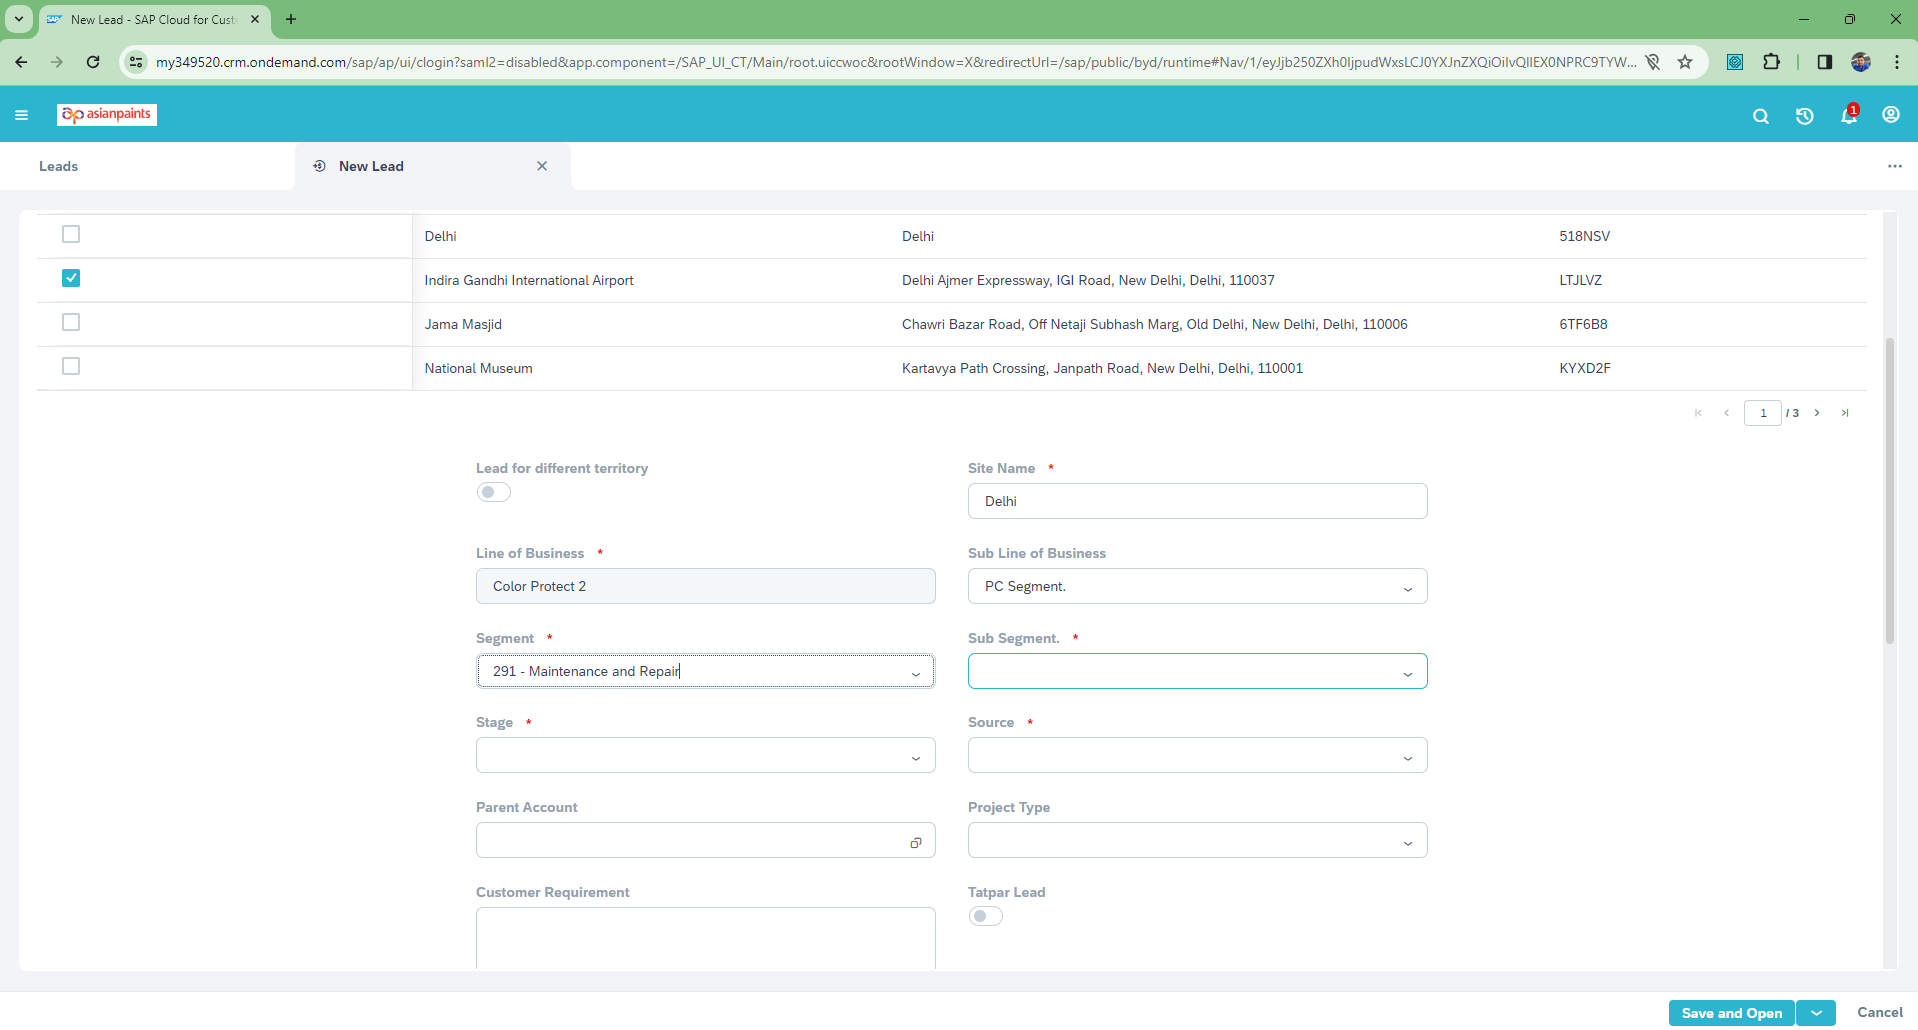 New Lead - SAP Cloud for Cust
my349520.crm.ondemand.com/sap/ap/ui/clogin?saml2=disabled&app.component=/SAP_UI_CT/Main/root.uiccwoc&rootWindow=X&redirectUrl=/sap/public/byd/runtime#Nav/1/eyJjb250ZXh0IjpudWxsLCJ0YXJnZXQiOiIvQllEX0NPRC9TYW...
asianpaints
1
Leads
New Lead
Delhi Delhi 518NSV
Indira Gandhi International Airport Delhi Ajmer Expressway, IGI Road, New Delhi, Delhi, 110037 LTJLVZ
Jama Masjid Chawri Bazar Road, Off Netaji Subhash Marg, Old Delhi, New Delhi, Delhi, 110006 6TF6B8
National Museum Kartavya Path Crossing, Janpath Road, New Delhi, Delhi, 110001 KYXD2F
1 / 3
Lead for different territory
Site Name *
Delhi
Line of Business *
Color Protect 2
Sub Line of Business
PC Segment.
Segment *
291 - Maintenance and Repair
Sub Segment. *
Stage *
Source *
Parent Account
Project Type
Customer Requirement
Tatpar Lead
Save and Open
Cancel